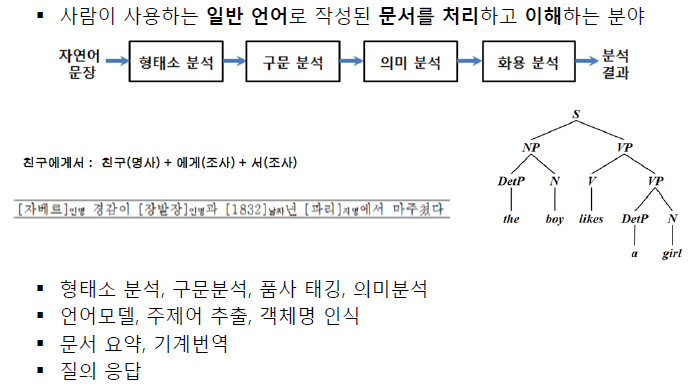 ▪ 사람이 사용하는 일반 언어로 작성된 문서를 처리하고 이해하는 분야
자연어 문장 형태소 분석 구문 분석 의미 분석 화용 분석 분석 결과
친구에게서 : 친구(명사) + 에게(조사) + 서(조사)
[자베르]인명 경감이 [장발장]인명과 [1832]날짜년 [파리]지명에서 마주쳤다
S
NP VP
DetP N V VP
the boy likes DetP N
a girl
▪ 형태소 분석, 구문분석, 품사 태깅, 의미분석
▪ 언어모델, 주제어 추출, 객체명 인식
▪ 문서 요약, 기계번역
▪ 질의 응답